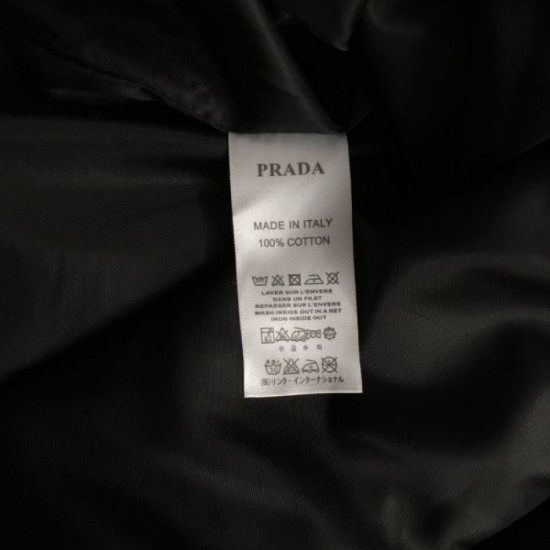 PRADA
MADE IN ITALY
100% COTTON
LAVER SUR L'ENVERS
DANS UN FILET
REPASSER SUR L'ENVERS
WASH INSIDE OUT IN A NET
IRON INSIDE OUT
(株)リンク・インターナショナル